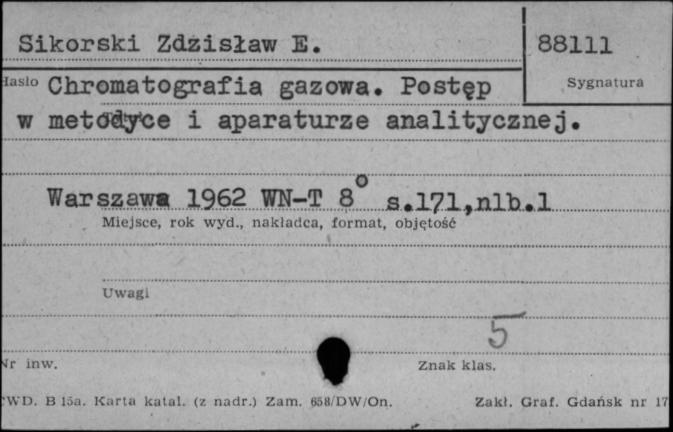 Sikorski Zdzisław E. 88111
Hasło Chromatografia gazowa. Postęp Sygnatura
w metodyce i aparaturze analitycznej.
Warszawa 1962 WN-T 8° s.171,nlb.1
Miejsce, rok wyd., nakładca, format, objętość
Uwagi
5
Nr inw. Znak klas.
CWD. B 15a. Karta katal. (z nadr.) Zam. 658/DW/On. Zakł. Graf. Gdańsk nr 17